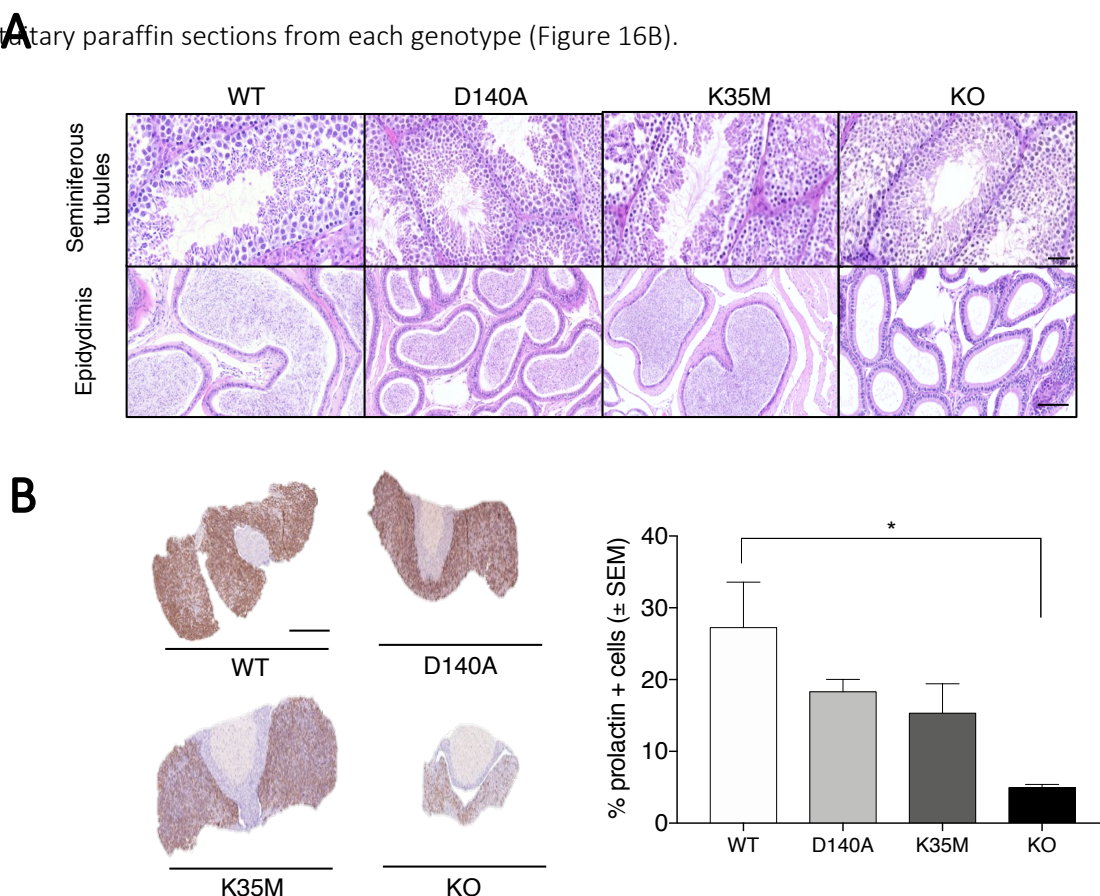 A
pituitary paraffin sections from each genotype (Figure 16B).
WT D140A K35M KO
Seminiferous
tubules
Epidydimis
B
WT
D140A
K35M
KO
% prolactin + cells (± SEM)
*
40
30
20
10
0
WT D140A K35M KO